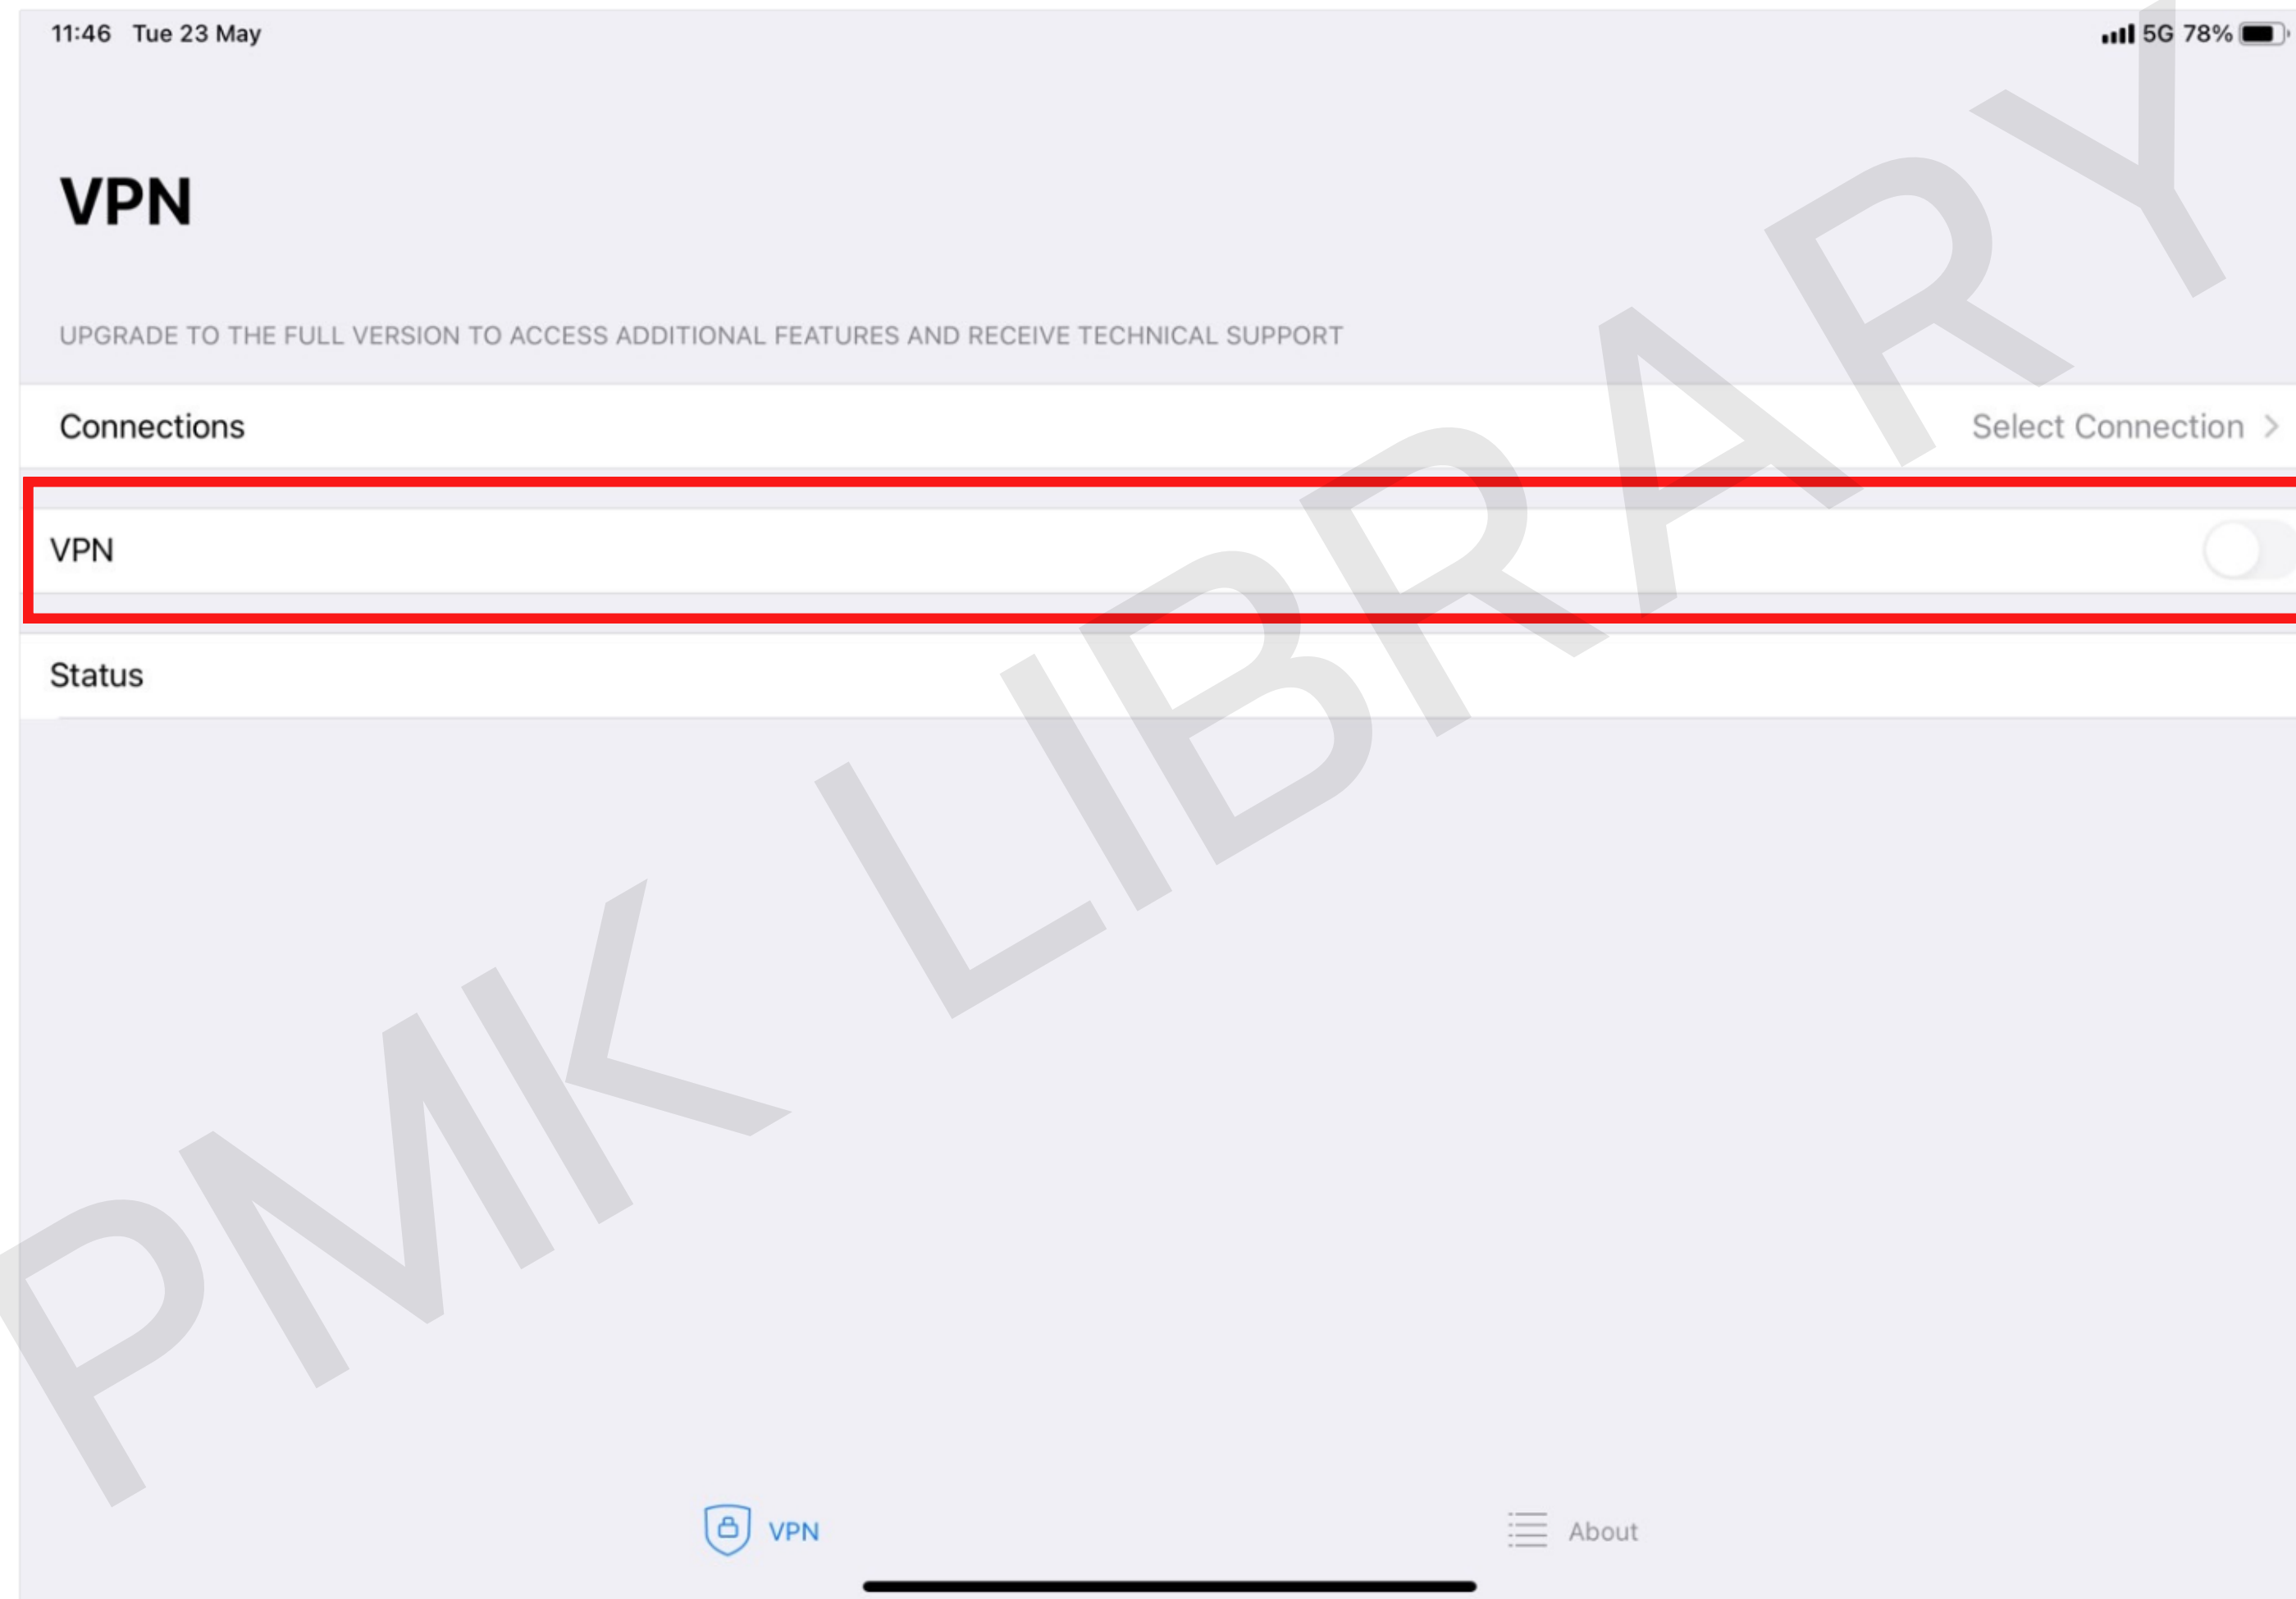 11:46 Tue 23 May
5G 78%
VPN
UPGRADE TO THE FULL VERSION TO ACCESS ADDITIONAL FEATURES AND RECEIVE TECHNICAL SUPPORT
Connections Select Connection >
VPN
Status
PMK LIBRARY
VPN About